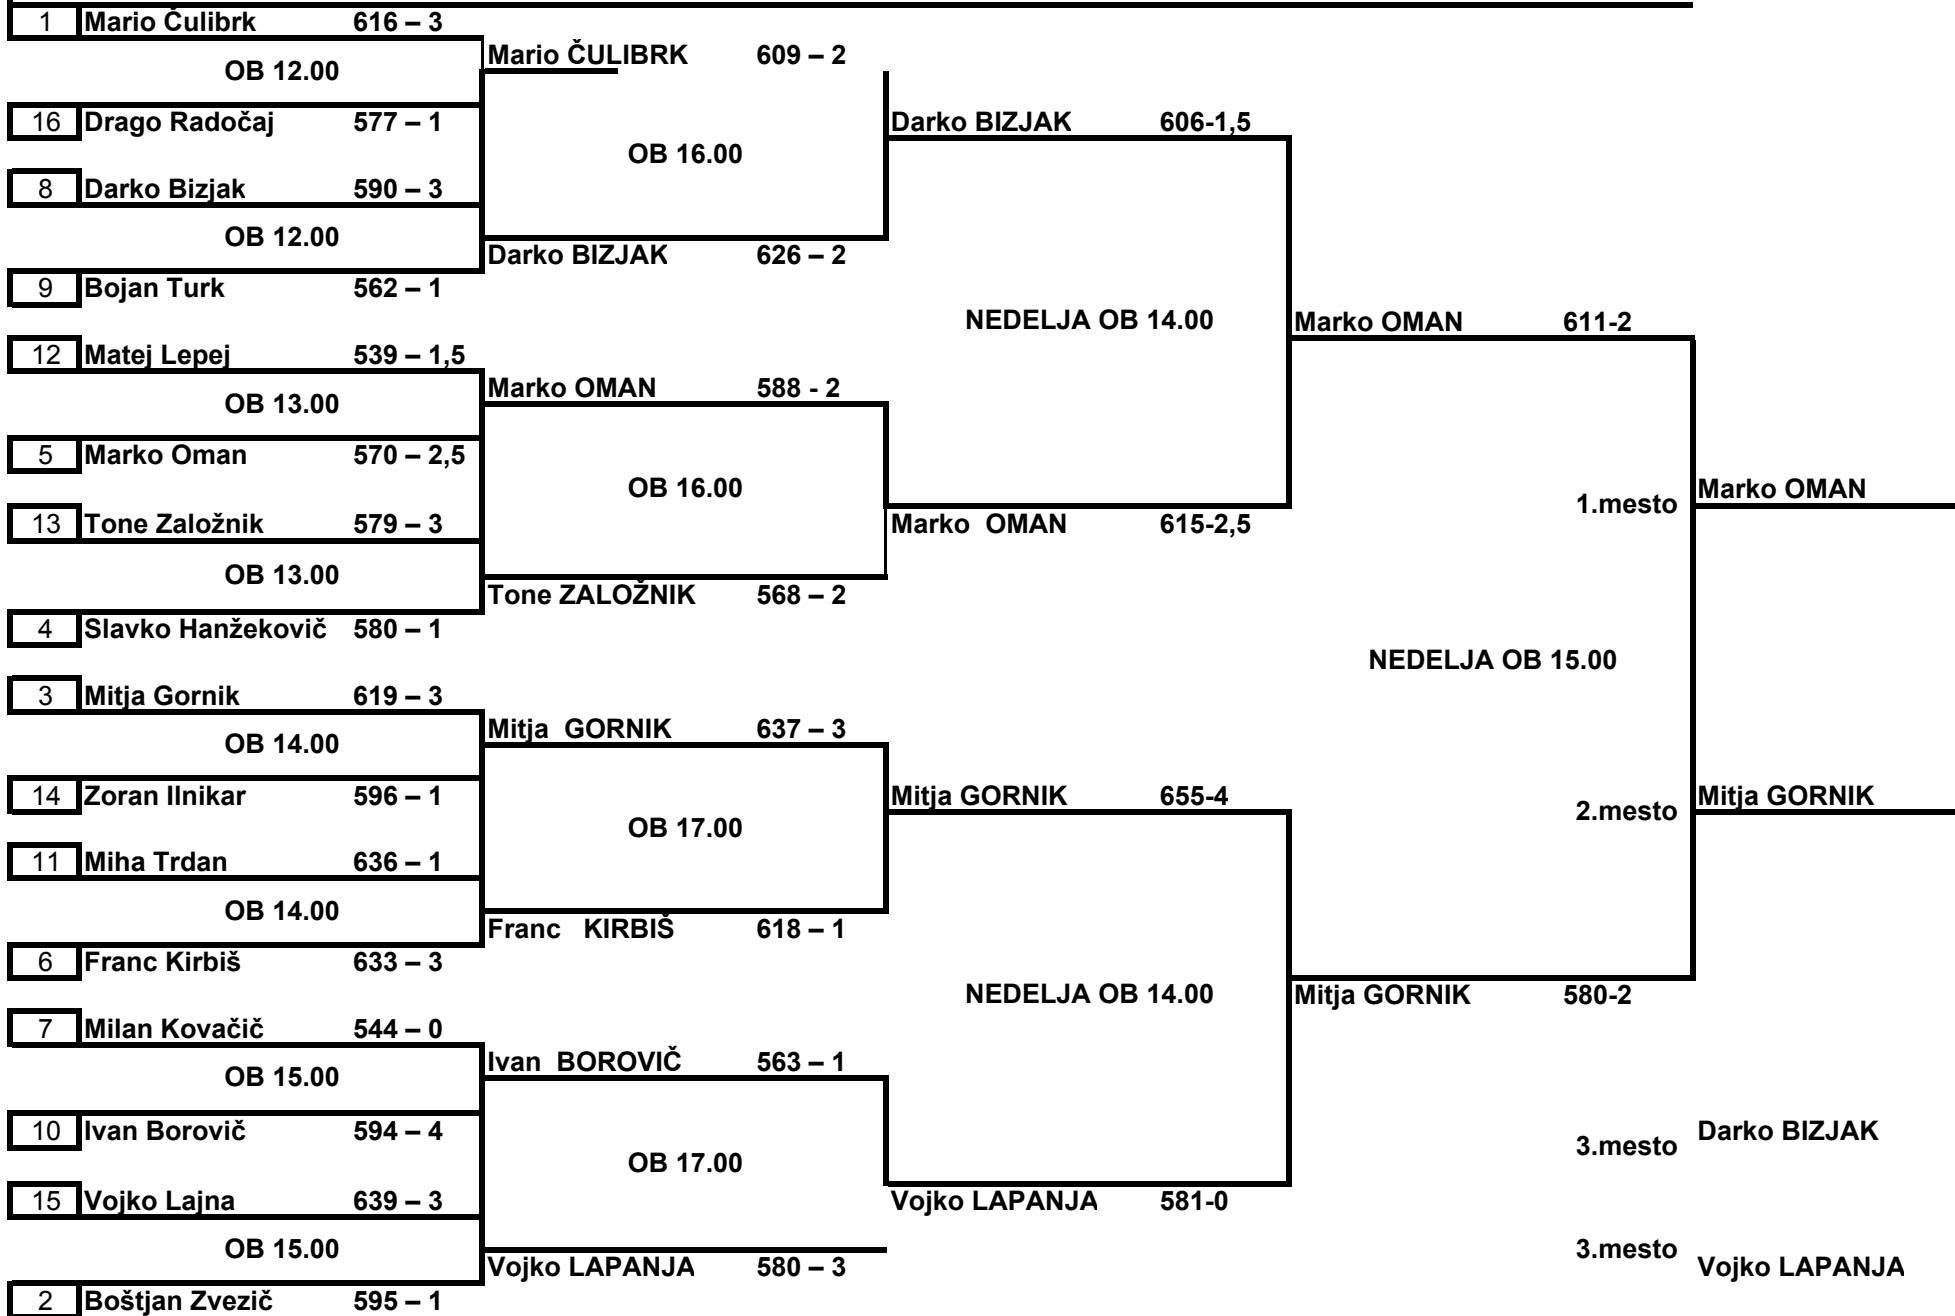 1 Mario Čulibrk 616 – 3
Mario ČULIBRK 609 – 2
OB 12.00
16 Drago Radočaj 577 – 1
Darko BIZJAK 606-1,5
OB 16.00
8 Darko Bizjak 590 – 3
OB 12.00
Darko BIZJAK 626 – 2
9 Bojan Turk 562 – 1
NEDELJA OB 14.00
Marko OMAN 611-2
12 Matej Lepej 539 – 1,5
Marko OMAN 588 - 2
OB 13.00
5 Marko Oman 570 – 2,5
OB 16.00
1.mesto Marko OMAN
13 Tone Založnik 579 – 3
Marko OMAN 615-2,5
OB 13.00
Tone ZALOŽNIK 568 – 2
4 Slavko Hanžekovič 580 – 1
NEDELJA OB 15.00
3 Mitja Gornik 619 – 3
Mitja GORNIK 637 – 3
OB 14.00
14 Zoran Ilnikar 596 – 1
Mitja GORNIK 655-4
2.mesto Mitja GORNIK
OB 17.00
11 Miha Trdan 636 – 1
OB 14.00
Franc KIRBIŠ 618 – 1
6 Franc Kirbiš 633 – 3
NEDELJA OB 14.00
Mitja GORNIK 580-2
7 Milan Kovačič 544 – 0
Ivan BOROVIČ 563 – 1
OB 15.00
10 Ivan Borovič 594 – 4
3.mesto Darko BIZJAK
OB 17.00
15 Vojko Lajna 639 – 3
Vojko LAPANJA 581-0
OB 15.00
3.mesto Vojko LAPANJA
Vojko LAPANJA 580 – 3
2 Boštjan Zvezič 595 – 1